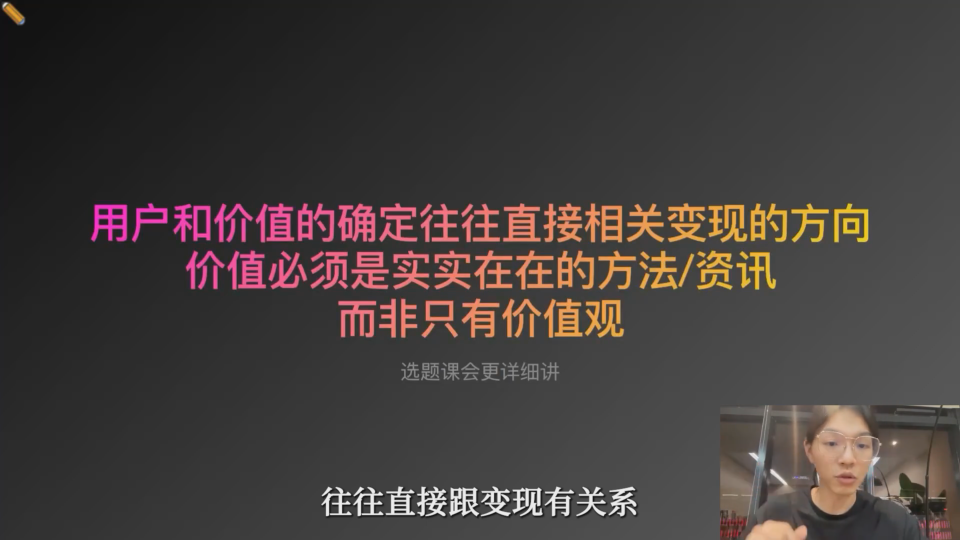 用户和价值的确定往往直接相关变现的方向
价值必须是实实在在的方法/资讯
而非只有价值观
选题课会更详细讲
往往直接跟变现有关系